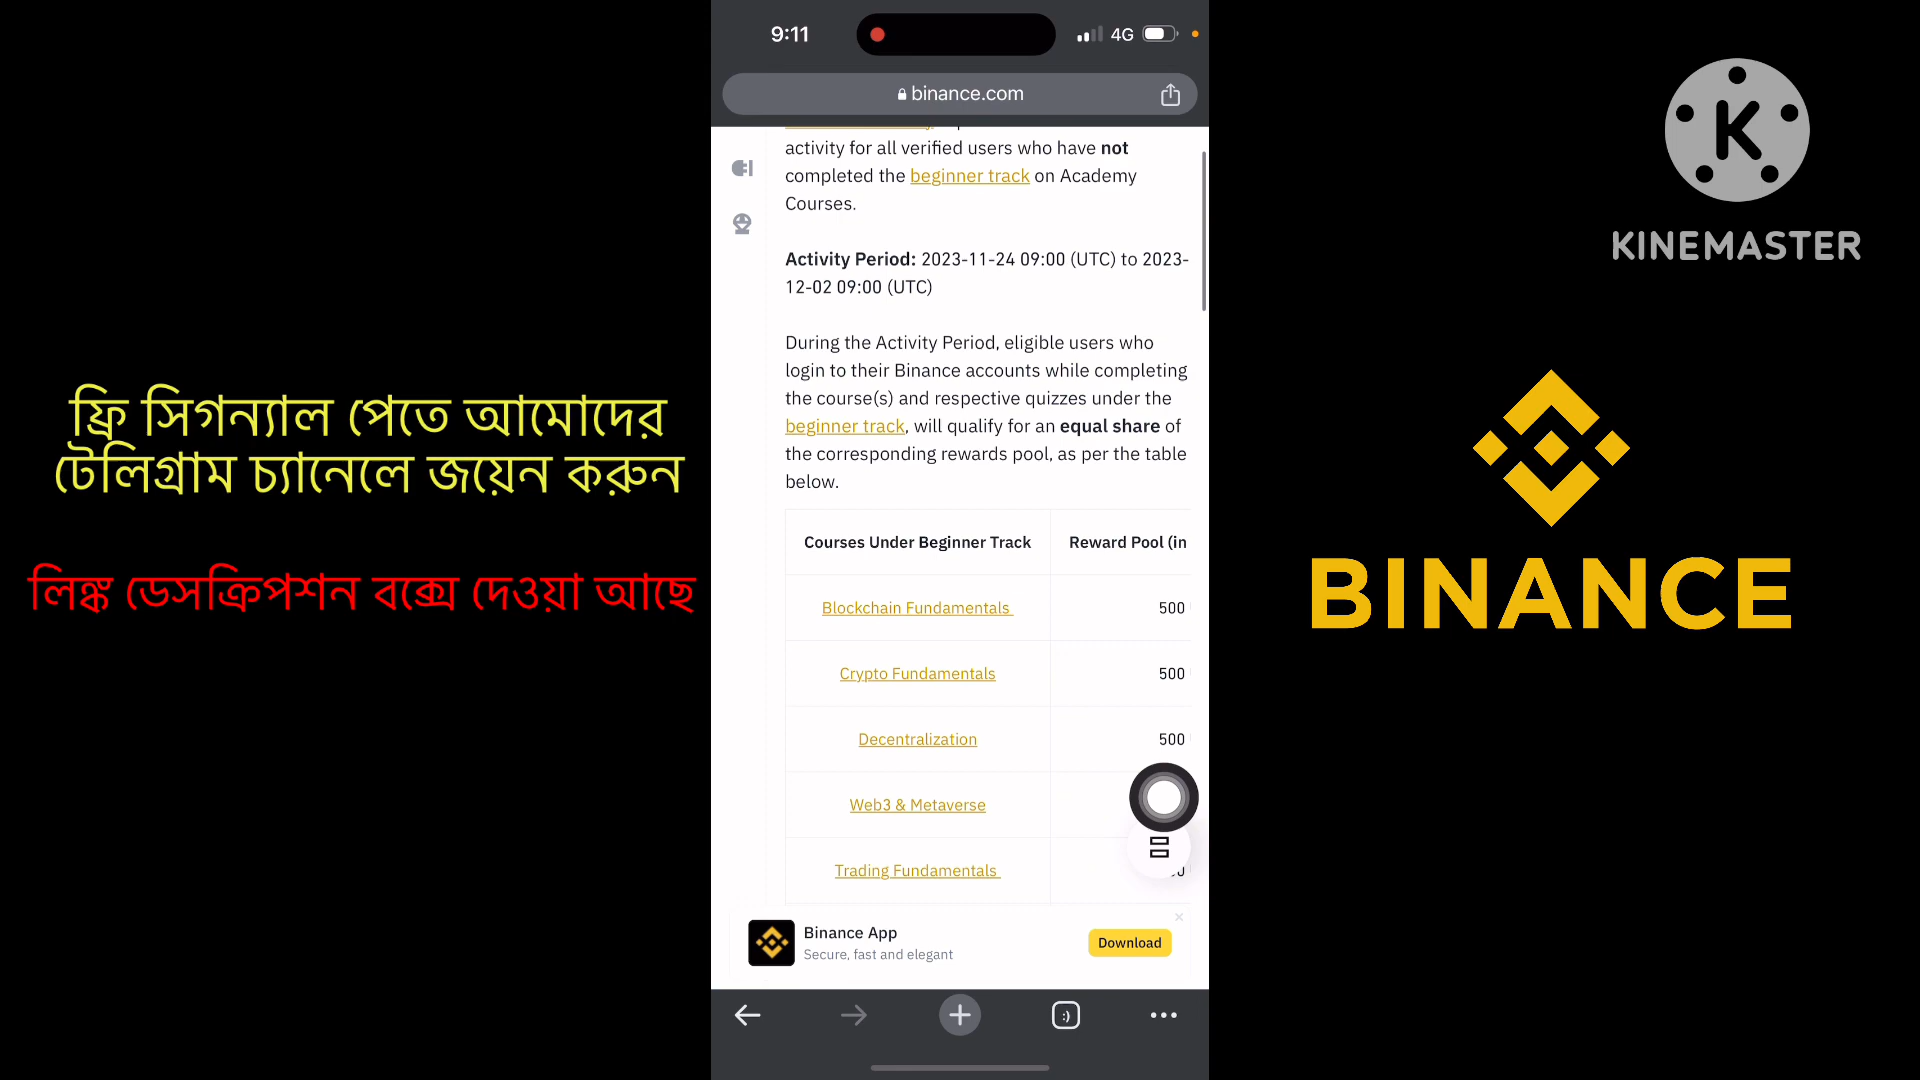 9:11
4G
binance.com
activity for all verified users who have not
completed the beginner track on Academy
Courses.
Activity Period: 2023-11-24 09:00 (UTC) to 2023-
12-02 09:00 (UTC)
During the Activity Period, eligible users who
login to their Binance accounts while completing
the course(s) and respective quizzes under the
beginner track, will qualify for an equal share of
the corresponding rewards pool, as per the table
below.
Courses Under Beginner Track Reward Pool (in
Blockchain Fundamentals 500
Crypto Fundamentals 500
Decentralization 500
Web3 & Metaverse
Trading Fundamentals
Binance App
Secure, fast and elegant
Download
:)
ফ্রি সিগন্যাল পেতে আমোদের
টেলিগ্রাম চ্যানেলে জয়েন করুন
লিঙ্ক ডেসক্রিপশন বক্সে দেওয়া আছে
K
KINEMASTER
BINANCE